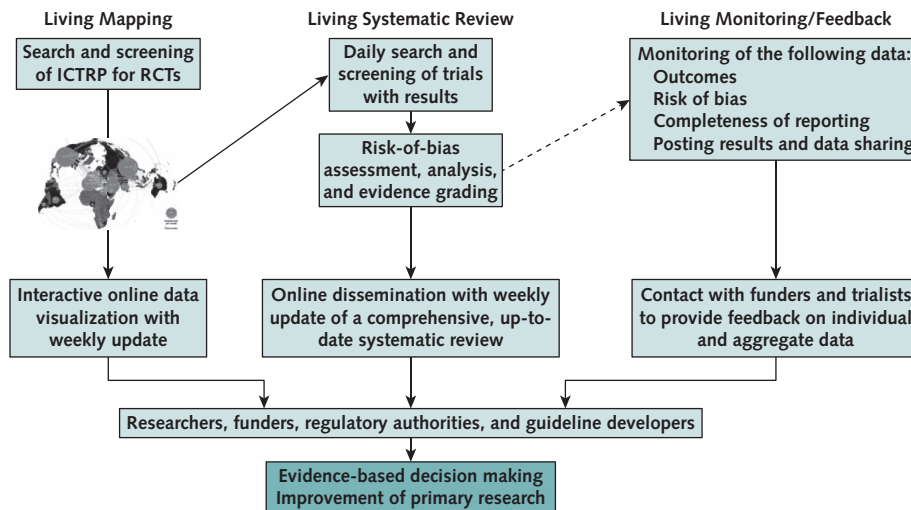 Living Mapping
Search and screening
of ICTRP for RCTs
Interactive online data
visualization with
weekly update
Living Systematic Review
Daily search and
screening of trials
with results
Risk-of-bias
assessment, analysis,
and evidence grading
Online dissemination with weekly
update of a comprehensive, up-to-
date systematic review
Living Monitoring/Feedback
Monitoring of the following data:
Outcomes
Risk of bias
Completeness of reporting
Posting results and data sharing
Contact with funders and trialists
to provide feedback on individual
and aggregate data
Researchers, funders, regulatory authorities, and guideline developers
Evidence-based decision making
Improvement of primary research